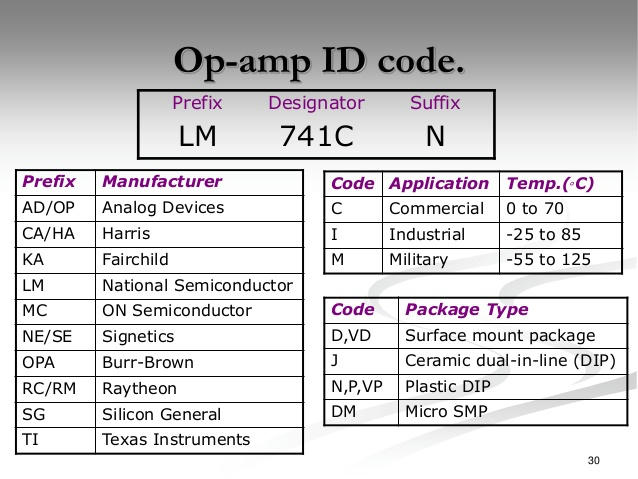 Op-amp ID code.
Prefix Designator Suffix
LM 741C N
Prefix Manufacturer
AD/OP Analog Devices
CA/HA Harris
KA Fairchild
LM National Semiconductor
MC ON Semiconductor
NE/SE Signetics
OPA Burr-Brown
RC/RM Raytheon
SG Silicon General
TI Texas Instruments
Code Application Temp.(◦C)
C Commercial 0 to 70
I Industrial -25 to 85
M Military -55 to 125
Code Package Type
D,VD Surface mount package
J Ceramic dual-in-line (DIP)
N,P,VP Plastic DIP
DM Micro SMP
30